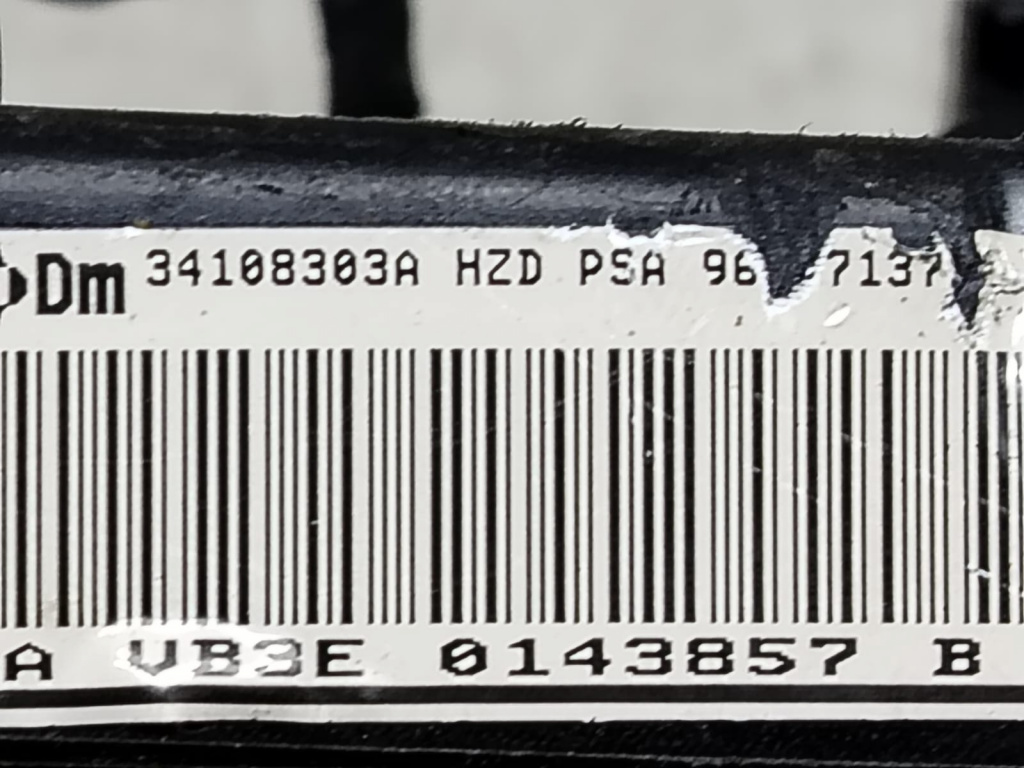 Dm 34108303A HZD PSA 96 7137
A VB3E 0143857 B